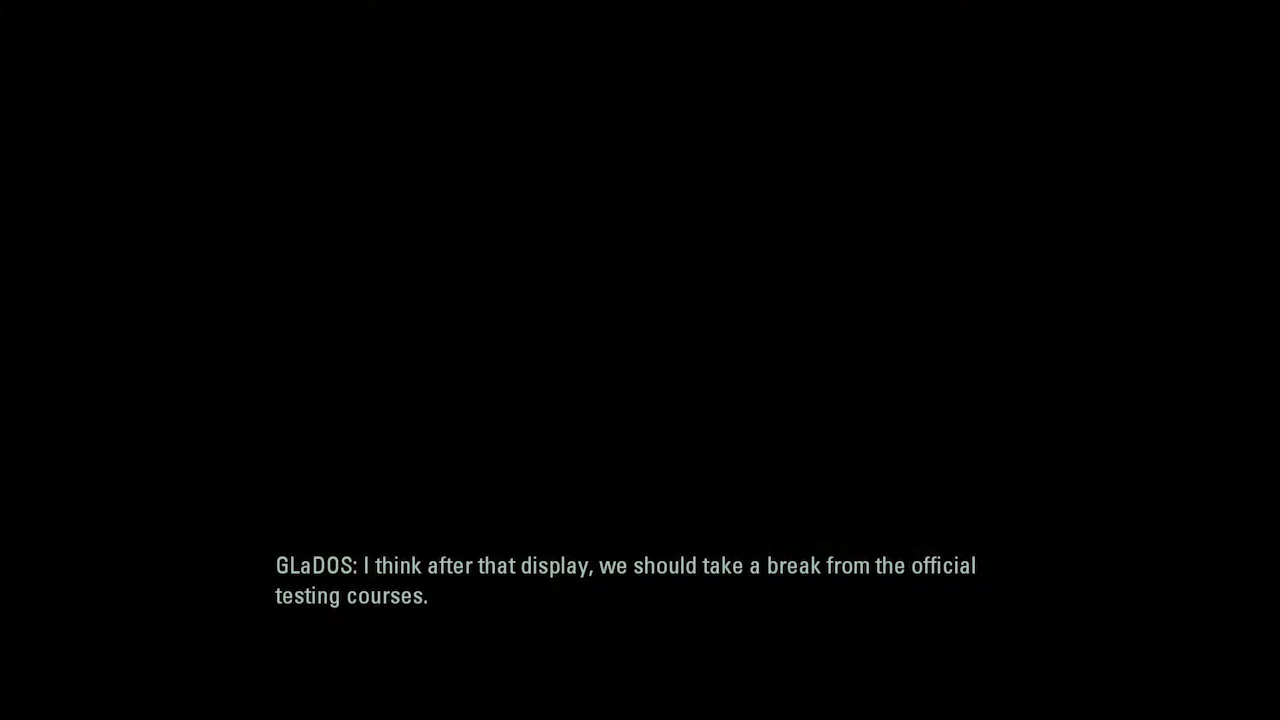 GLaDOS: I think after that display, we should take a break from the official
testing courses.